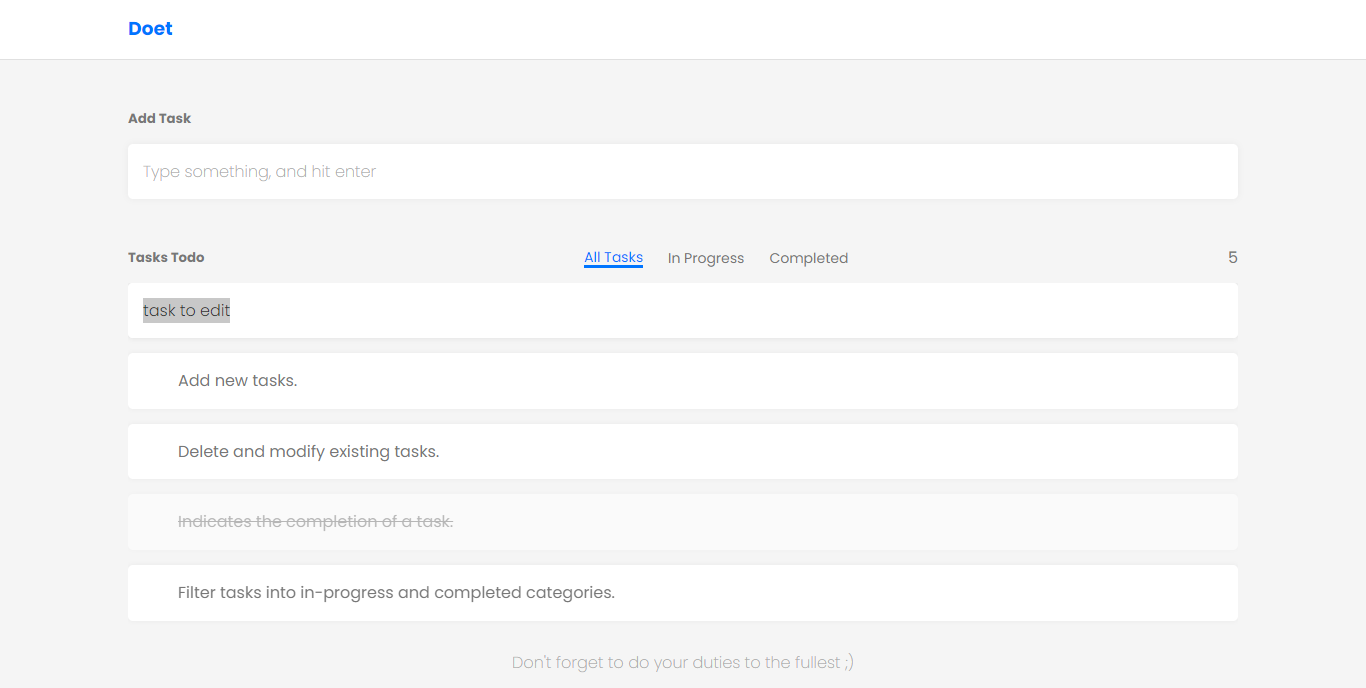 Doet
Add Task
Type something, and hit enter
Tasks Todo All Tasks In Progress Completed 5
task to edit
Add new tasks.
Delete and modify existing tasks.
Indicates the completion of a task.
Filter tasks into in-progress and completed categories.
Don't forget to do your duties to the fullest ;)